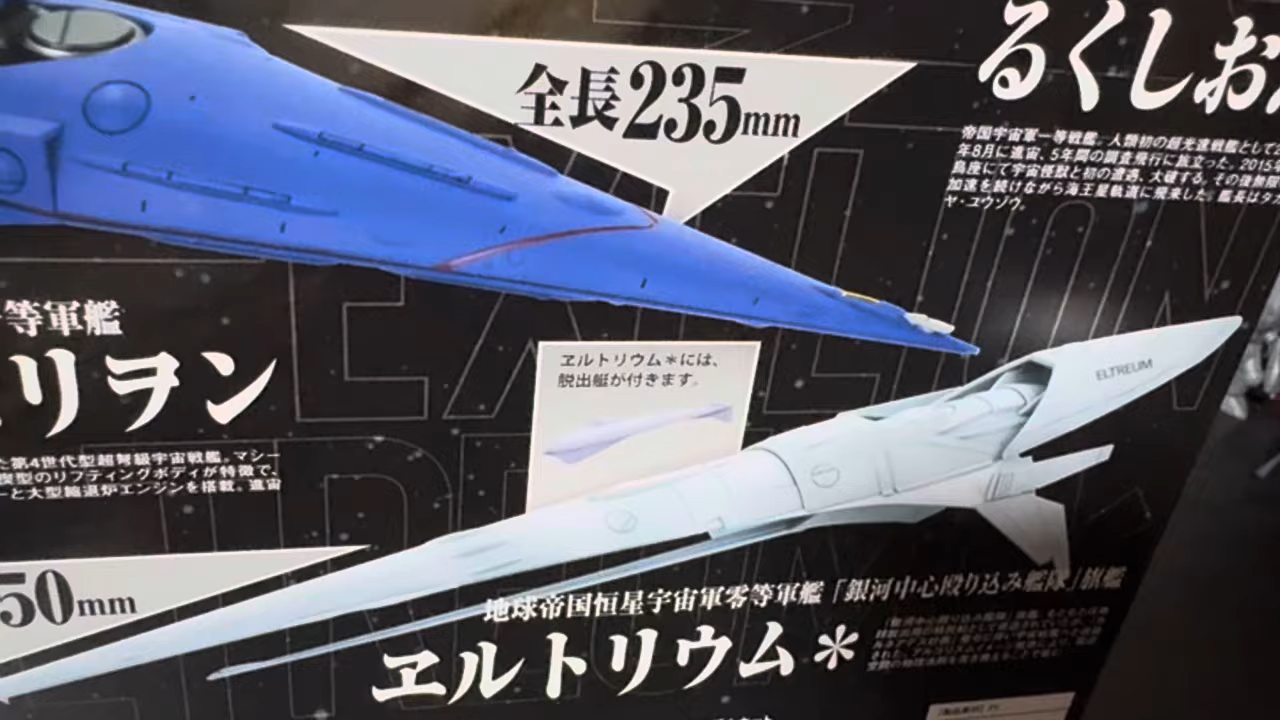 全長235mm
るくしお
帝国宇宙軍一等戦艦。人類初の超光速戦艦として2
年8月に進宙、5年間の調査飛行に旅立った。2015年
島座にて宇宙怪獣と初の遭遇、大破する。その後無限
加速を続けながら海王星軌道に飛来した。艦長はタカ
ヤ・ユウゾウ。
EXELION
一等軍艦
リヲン
ヱルトリウム*には、
脱出艇が付きます。
ELTREUM
た第4世代型超弩級宇宙戦艦。マシー
型のリフティングボディが特徴で、
ーと大型縮退炉エンジンを搭載。進宙
50mm
地球帝国恒星宇宙軍零等軍艦「銀河中心殴り込み艦隊」旗艦
ヱルトリウム*